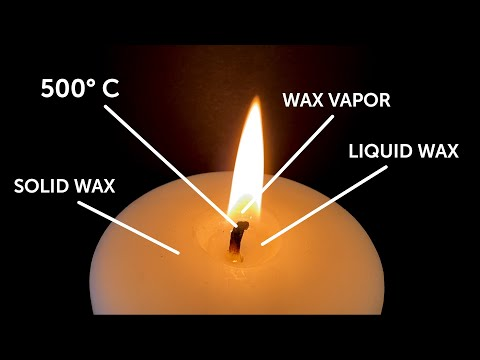 500° C
WAX VAPOR
LIQUID WAX
SOLID WAX